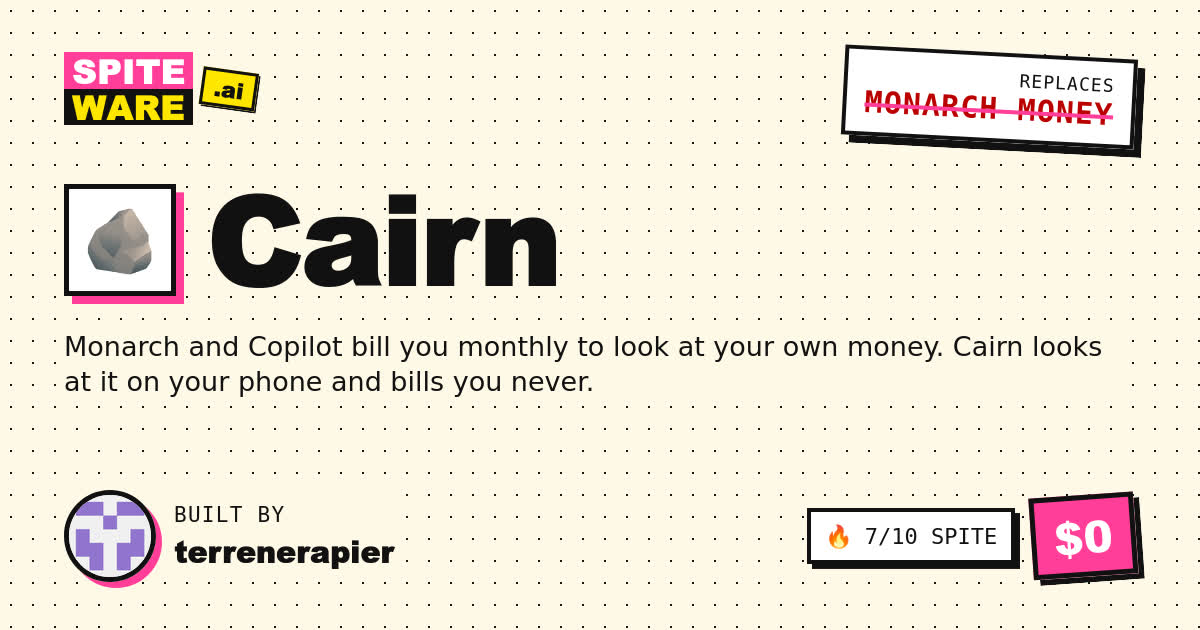 SPITE
WARE
.ai
REPLACES
MONARCH MONEY
Cairn
Monarch and Copilot bill you monthly to look at your own money. Cairn looks
at it on your phone and bills you never.
BUILT BY
terrenerapier
🔥 7/10 SPITE
$0